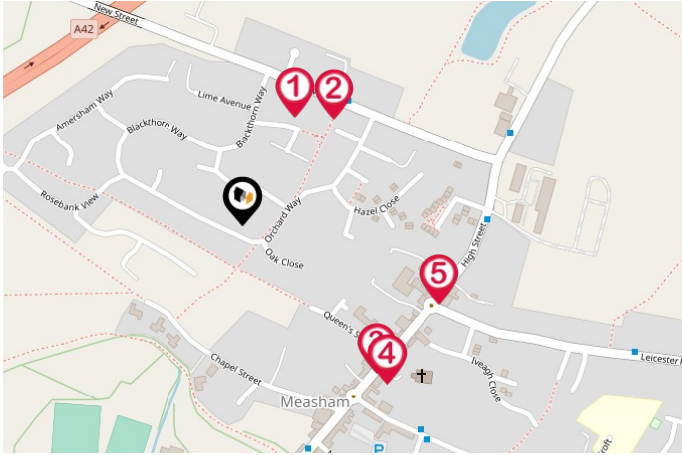 New Street
A42
1
2
Lime Avenue
Amersham Way
Blackthorn Way
Blackthorn Way
Rosebank View
Orchard Way
Hazel Close
Oak Close
High Street
5
Queen's S
3
4
Chapel Street
Iveagh Close
Leicester R
Measham
P
roft